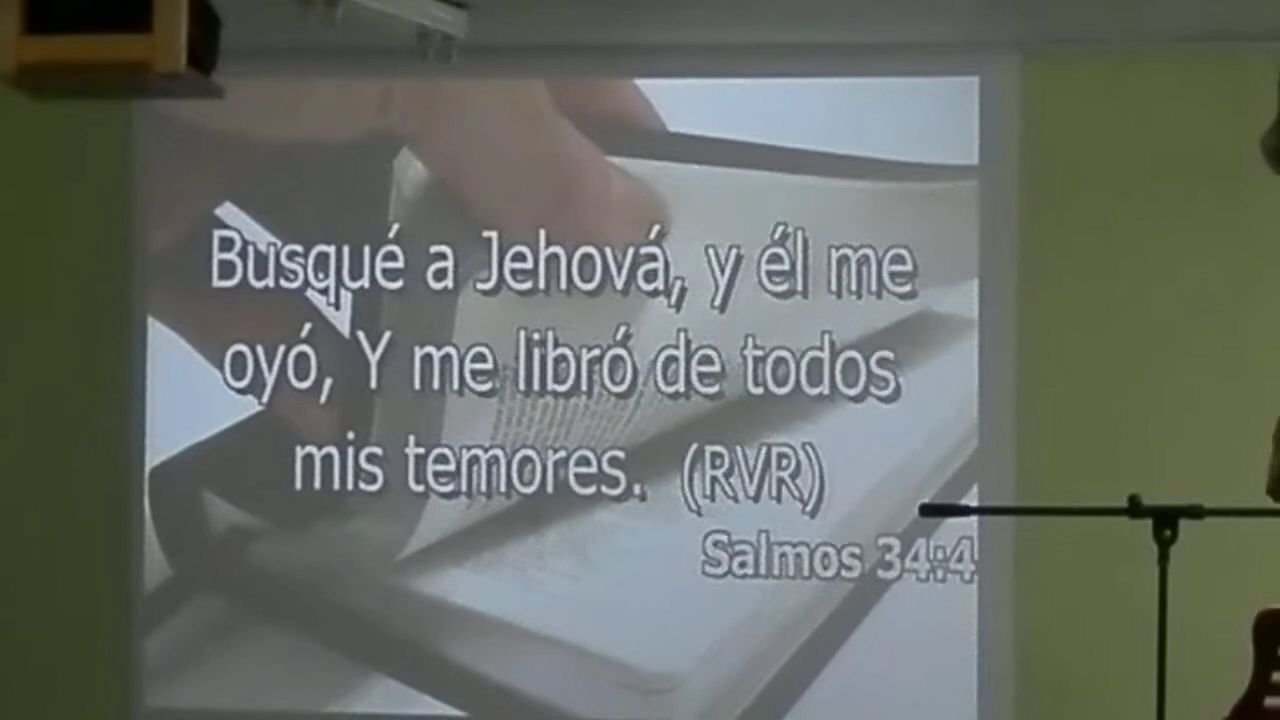 Busqué a Jehová, y él me
oyó, Y me libró de todos
mis temores. (RVR)
Salmos 34:4